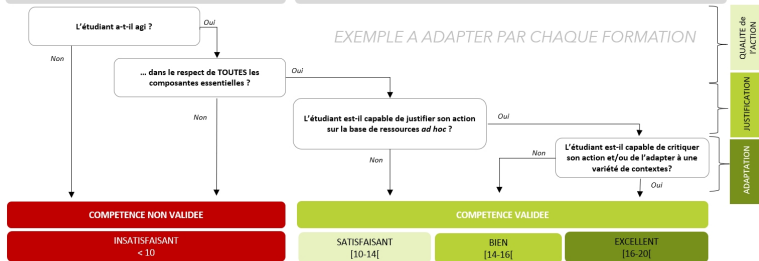 L'étudiant a-t-il agi ?
Oui
EXEMPLE A ADAPTER PAR CHAQUE FORMATION
QUALITE de
l'ACTION
Non
... dans le respect de TOUTES les
composantes essentielles ?
Oui
Non
L'étudiant est-il capable de justifier son action
sur la base de ressources ad hoc ?
Oui
JUSTIFICATION
Non
L'étudiant est-il capable de critiquer
son action et/ou de l'adapter à une
variété de contextes?
Non
Oui
ADAPTATION
COMPETENCE NON VALIDEE
COMPETENCE VALIDEE
INSATISFAISANT
< 10
SATISFAISANT
[10-14[
BIEN
[14-16[
EXCELLENT
[16-20[